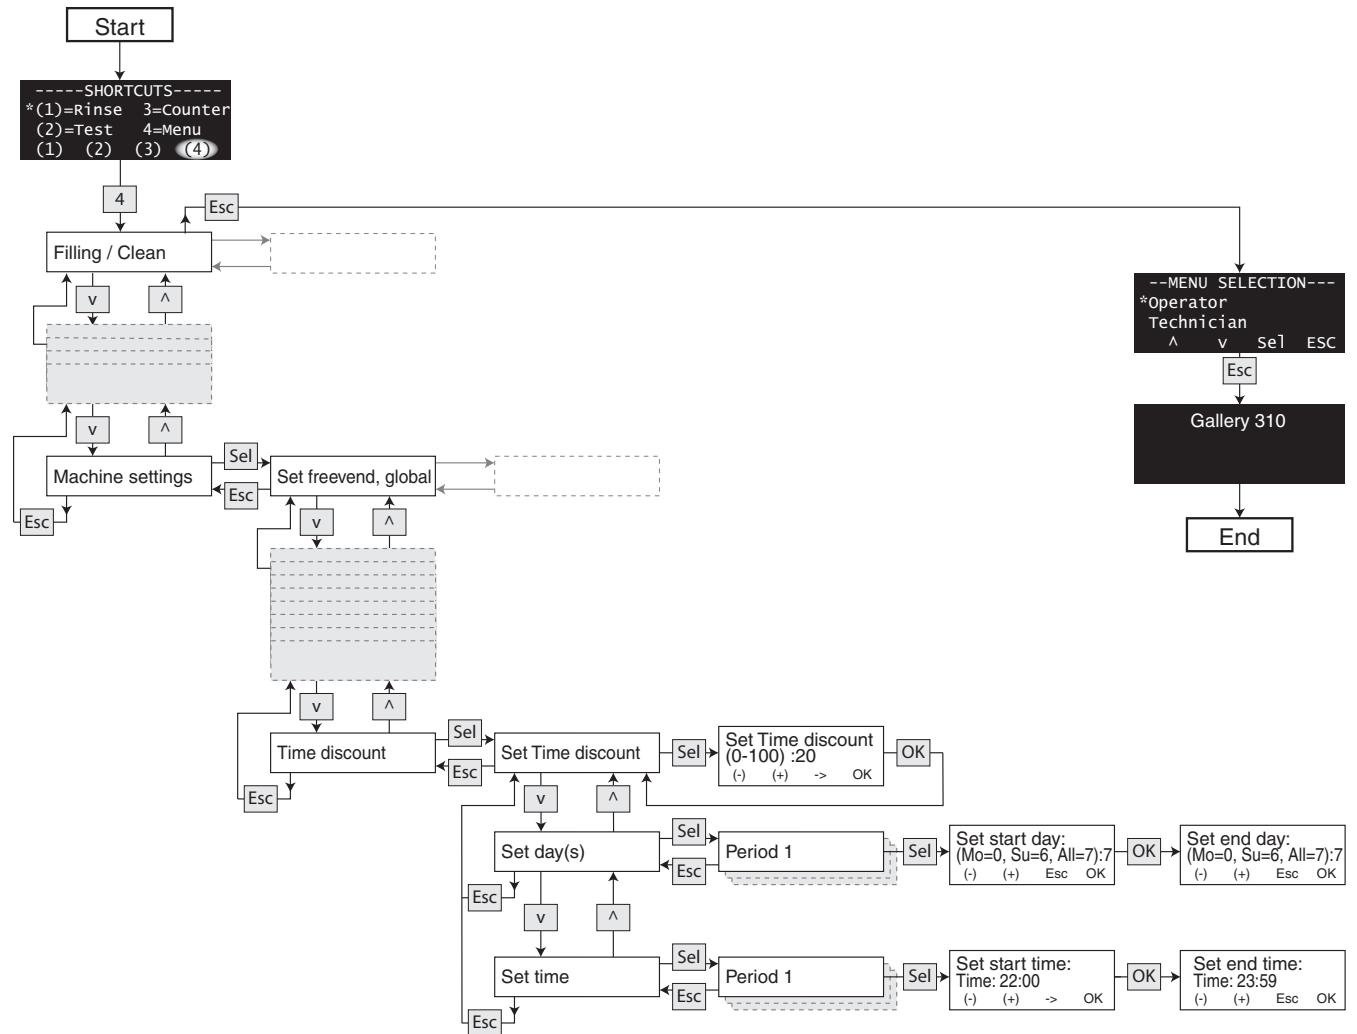 Start
-----SHORTCUTS-----
*(1)=Rinse 3=Counter
(2)=Test 4=Menu
(1) (2) (3) (4)
4
Esc
Filling / Clean
v ^
--MENU SELECTION---
*Operator
Technician
^ v Sel ESC
Esc
Gallery 310
End
v ^
Machine settings
Sel
Esc
Set freevend, global
Esc
v ^
v ^
Time discount
Sel
Esc
Set Time discount
Sel
Set Time discount
(0-100) :20
(-) (+) -> OK
OK
Esc
v ^
Set day(s)
Sel
Esc
Period 1
Sel
Set start day:
(Mo=0, Su=6, All=7):7
(-) (+) Esc OK
OK
Set end day:
(Mo=0, Su=6, All=7):7
(-) (+) Esc OK
Esc
v ^
Set time
Sel
Esc
Period 1
Sel
Set start time:
Time: 22:00
(-) (+) -> OK
OK
Set end time:
Time: 23:59
(-) (+) Esc OK
Esc